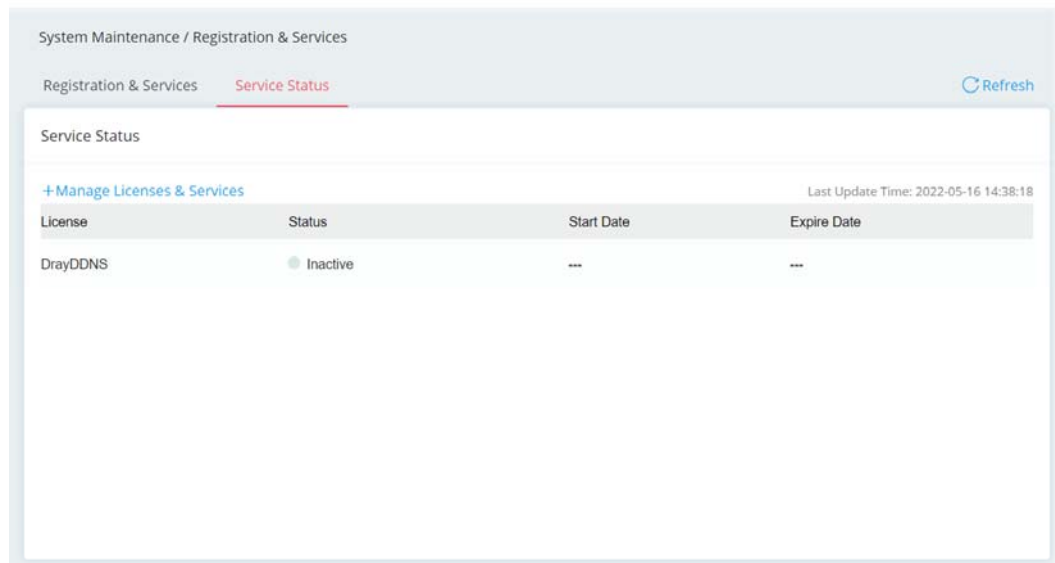 System Maintenance / Registration & Services
Registration & Services Service Status Refresh
Service Status
+Manage Licenses & Services Last Update Time: 2022-05-16 14:38:18
License Status Start Date Expire Date
DrayDDNS Inactive --- ---